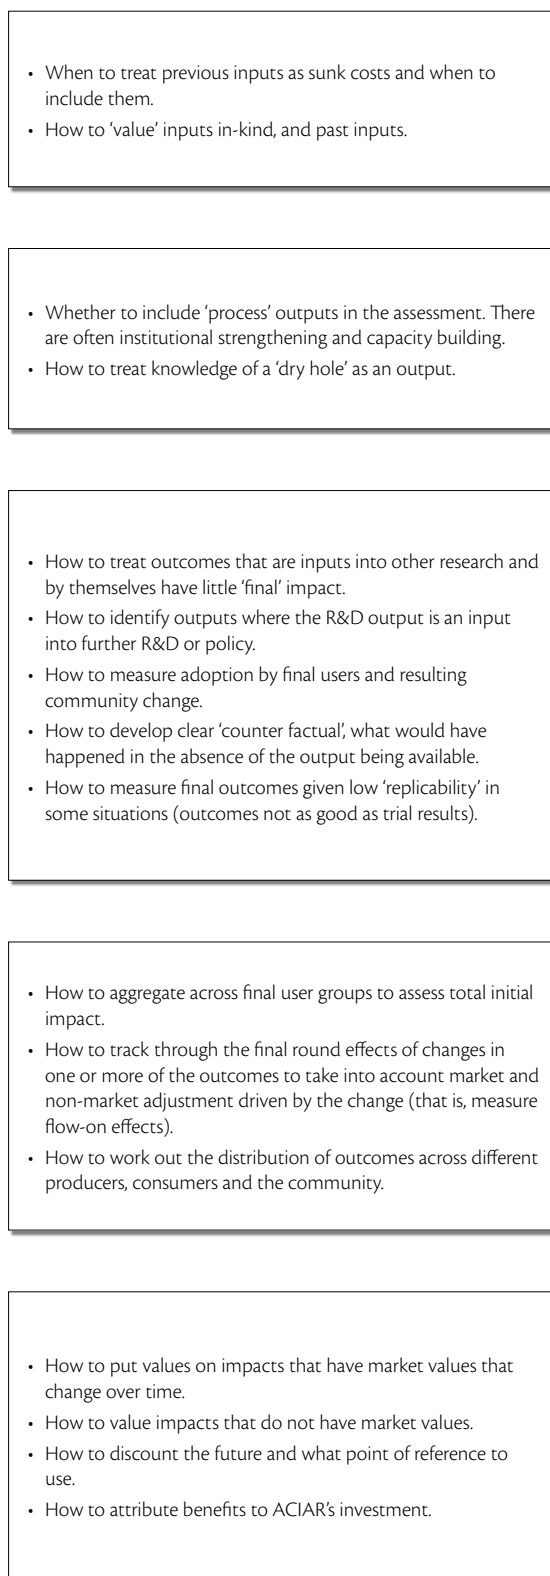 • When to treat previous inputs as sunk costs and when to
include them.
• How to ‘value’ inputs in-kind, and past inputs.
• Whether to include ‘process’ outputs in the assessment. There
are often institutional strengthening and capacity building.
• How to treat knowledge of a ‘dry hole’ as an output.
• How to treat outcomes that are inputs into other research and
by themselves have little ‘final’ impact.
• How to identify outputs where the R&D output is an input
into further R&D or policy.
• How to measure adoption by final users and resulting
community change.
• How to develop clear ‘counter factual’, what would have
happened in the absence of the output being available.
• How to measure final outcomes given low ‘replicability’ in
some situations (outcomes not as good as trial results).
• How to aggregate across final user groups to assess total initial
impact.
• How to track through the final round effects of changes in
one or more of the outcomes to take into account market and
non-market adjustment driven by the change (that is, measure
flow-on effects).
• How to work out the distribution of outcomes across different
producers, consumers and the community.
• How to put values on impacts that have market values that
change over time.
• How to value impacts that do not have market values.
• How to discount the future and what point of reference to
use.
• How to attribute benefits to ACIAR’s investment.